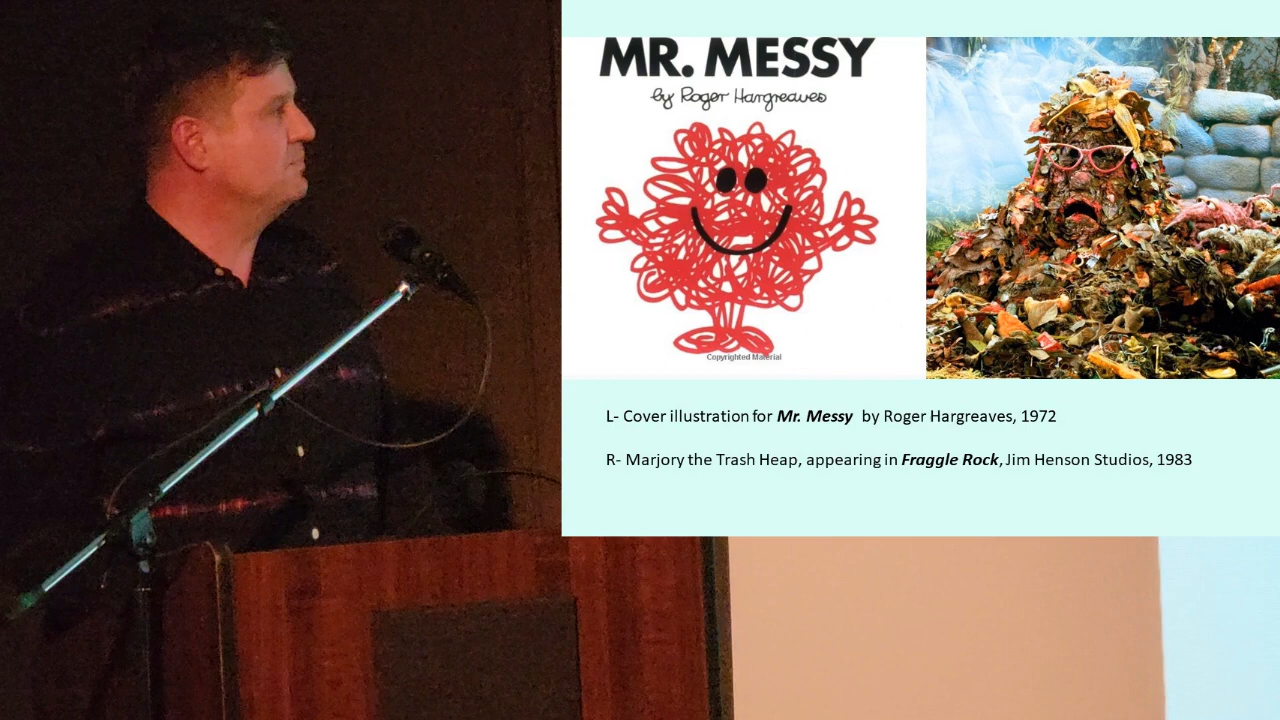 MR. MESSY
by Roger Hargreaves
Copyrighted Material
L- Cover illustration for Mr. Messy by Roger Hargreaves, 1972
R- Marjory the Trash Heap, appearing in Fraggle Rock, Jim Henson Studios, 1983